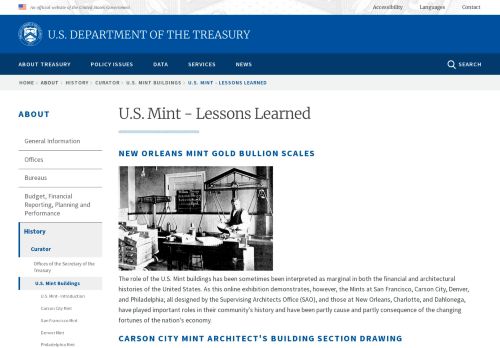 An official website of the United States Government
Accessibility Languages Contact
U.S. DEPARTMENT OF THE TREASURY
ABOUT TREASURY POLICY ISSUES DATA SERVICES NEWS SEARCH
HOME › ABOUT › HISTORY › CURATOR › U.S. MINT BUILDINGS › U.S. MINT - LESSONS LEARNED
ABOUT
General Information
Offices
Bureaus
Budget, Financial
Reporting, Planning and
Performance
History
Curator
Offices of the Secretary of the
Treasury
U.S. Mint Buildings
U.S. Mint - Introduction
Carson City Mint
San Francisco Mint
Denver Mint
Philadelphia Mint
U.S. Mint - Lessons Learned
NEW ORLEANS MINT GOLD BULLION SCALES
The role of the U.S. Mint buildings has been sometimes been interpreted as marginal in both the financial and architectural
histories of the United States. As this online exhibition demonstrates, however, the Mints at San Francisco, Carson City, Denver,
and Philadelphia; all designed by the Supervising Architects Office (SAO), and those at New Orleans, Charlotte, and Dahlonega,
have played important roles in their community's history and have been partly cause and partly consequence of the changing
fortunes of the nation's economy.
CARSON CITY MINT ARCHITECT'S BUILDING SECTION DRAWING